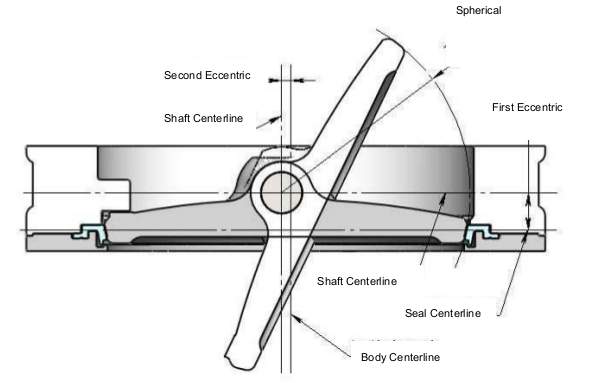 Spherical
Second Eccentric
Shaft Centerline
First Eccentric
Shaft Centerline
Seal Centerline
Body Centerline